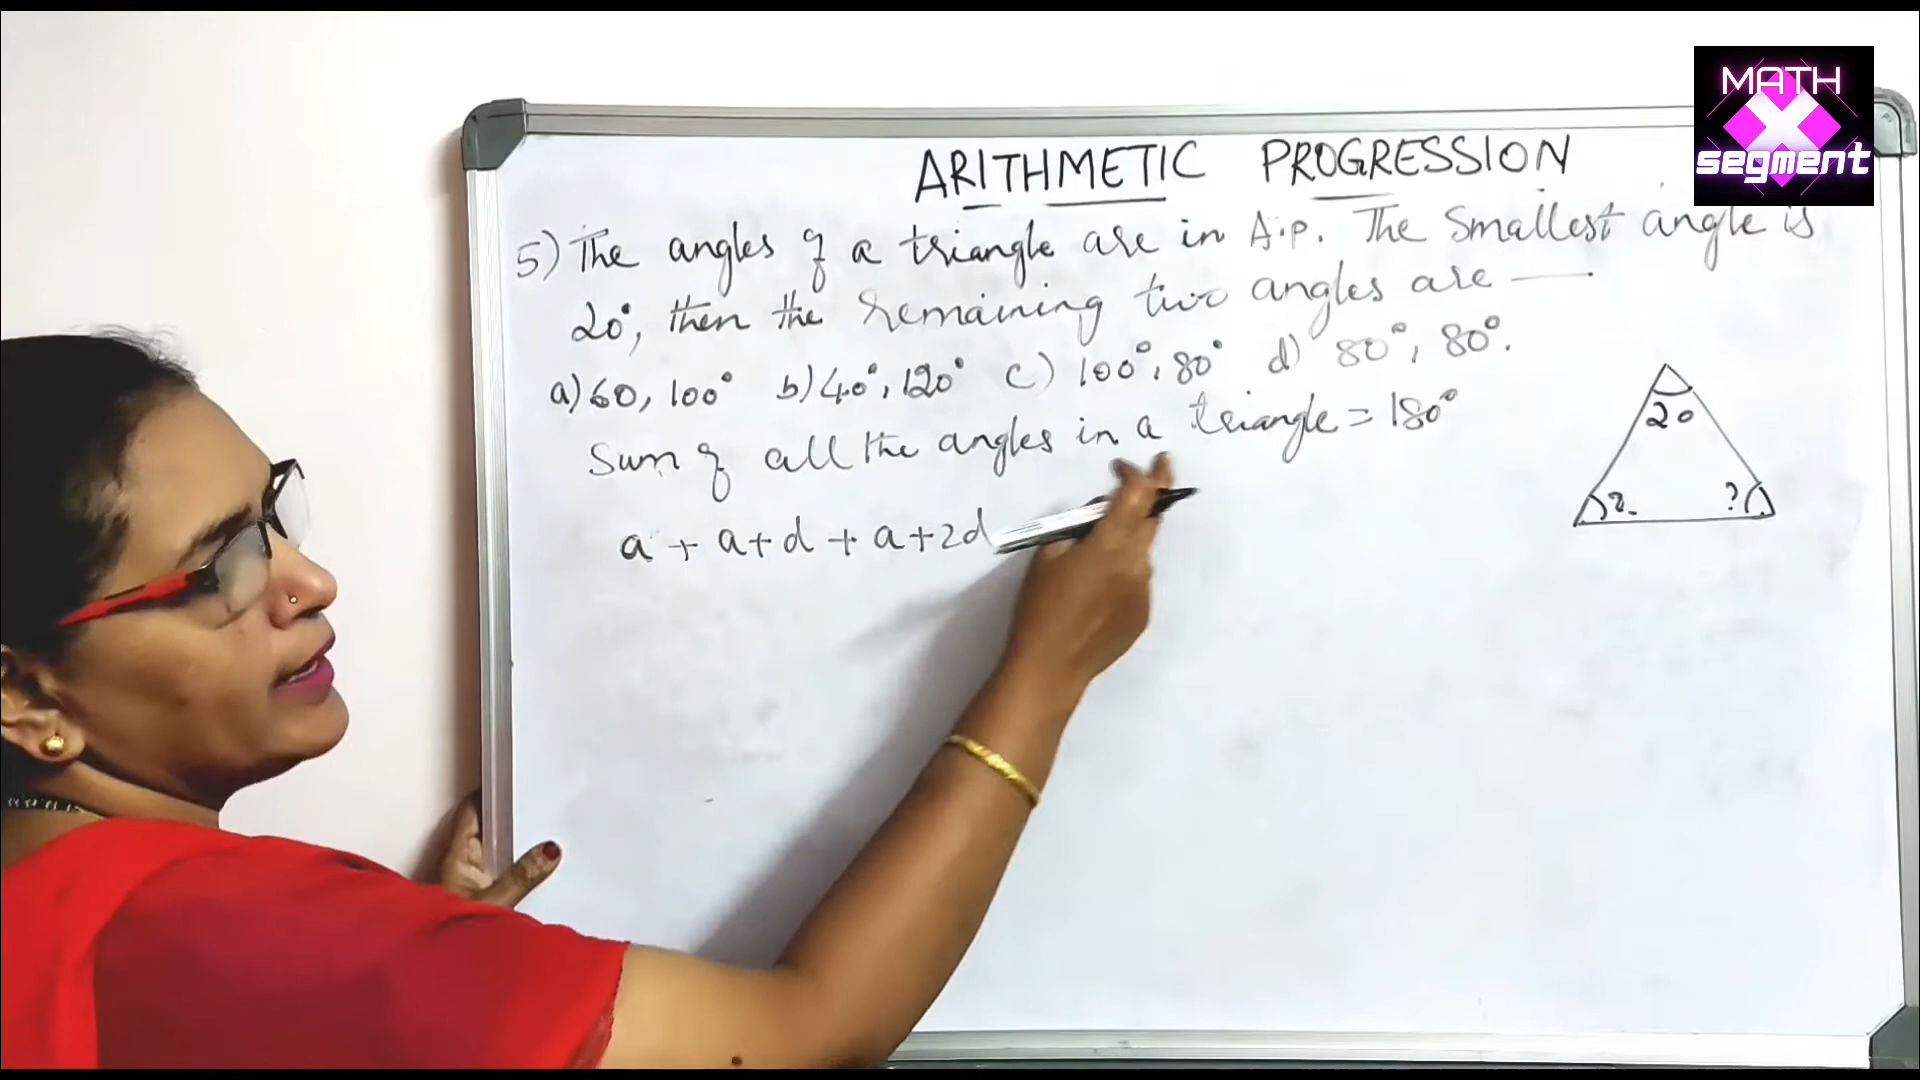 MATH
segment
ARITHMETIC PROGRESSION
5) The angles of a triangle are in A.P. The Smallest angle is
20°, then the remaining two angles are ——
a) 60, 100° b) 40°, 120° c) 100°, 80° d) 80°, 80°.
Sum of all the angles in a triangle = 180°
a + a+d + a+2d
20
?
?